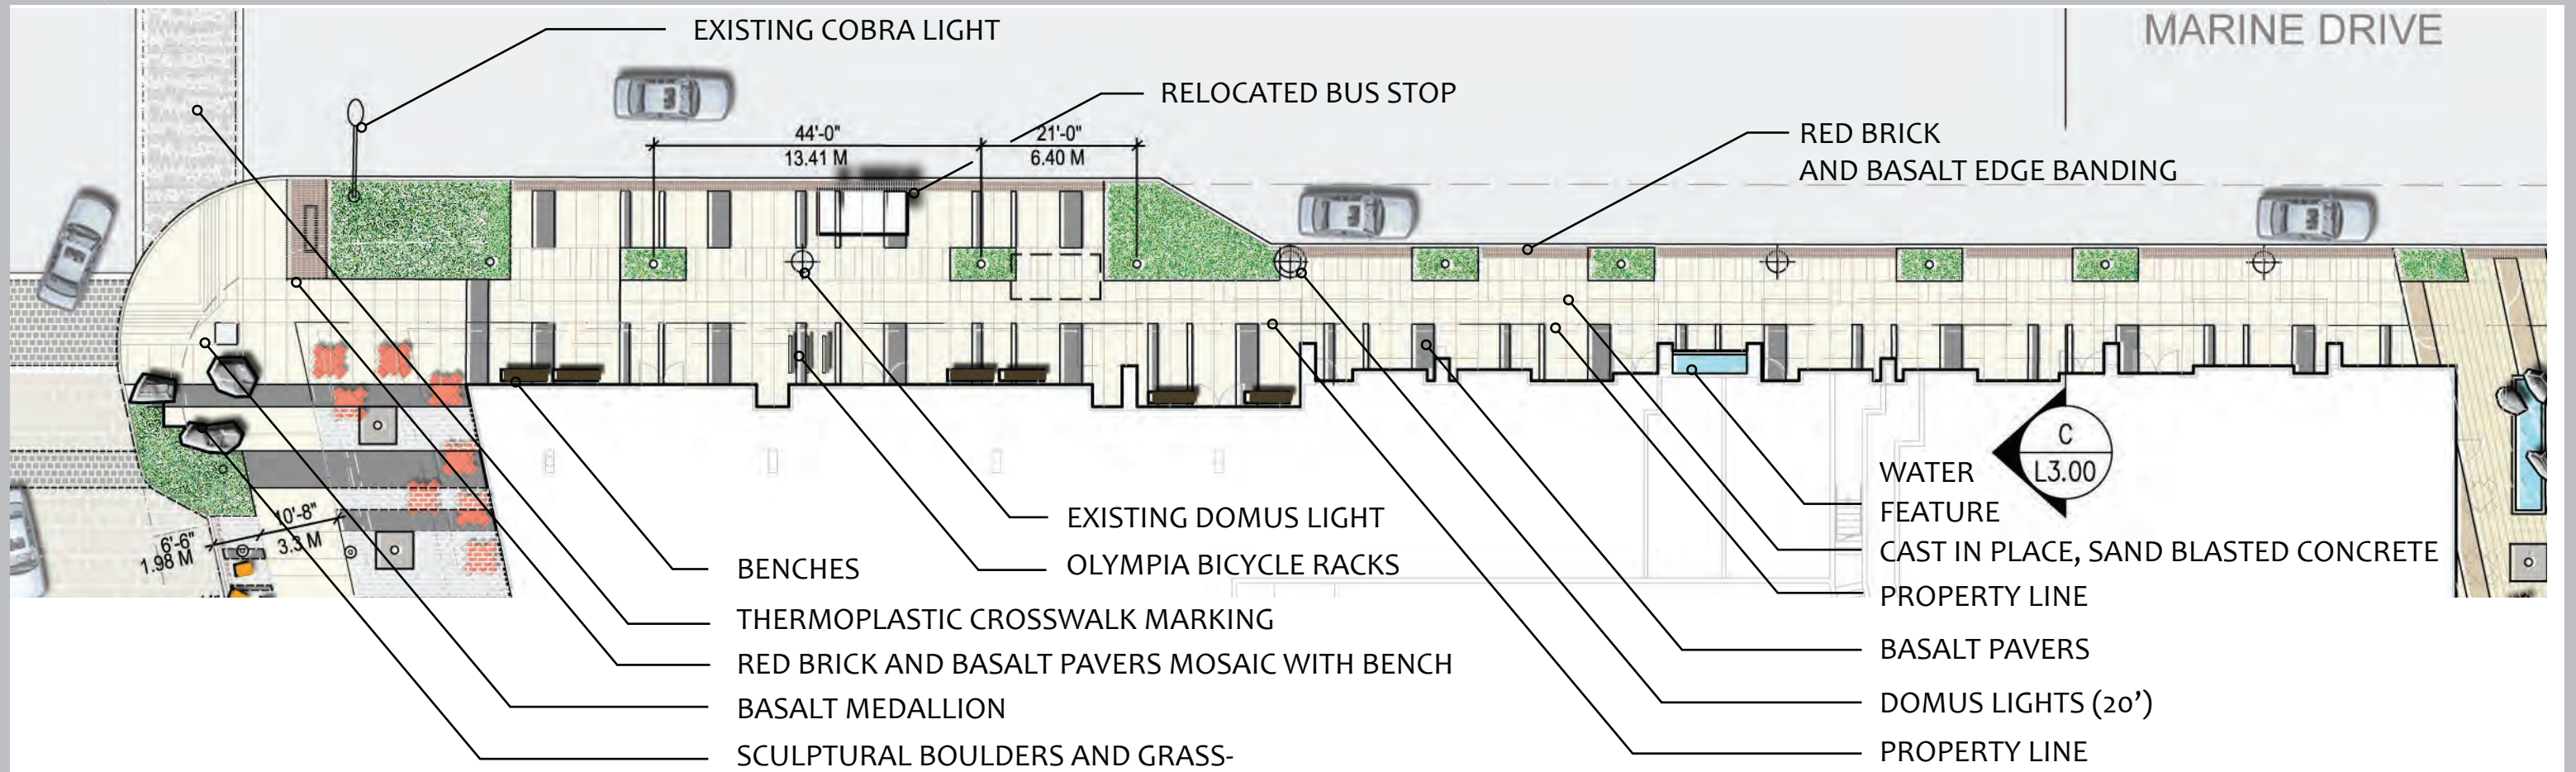 EXISTING COBRA LIGHT
MARINE DRIVE
RELOCATED BUS STOP
44'-0"
13.41 M
21'-0"
6.40 M
RED BRICK
AND BASALT EDGE BANDING
C
L3.00
WATER
FEATURE
CAST IN PLACE, SAND BLASTED CONCRETE
PROPERTY LINE
BASALT PAVERS
DOMUS LIGHTS (20')
PROPERTY LINE
EXISTING DOMUS LIGHT
OLYMPIA BICYCLE RACKS
BENCHES
THERMOPLASTIC CROSSWALK MARKING
RED BRICK AND BASALT PAVERS MOSAIC WITH BENCH
BASALT MEDALLION
SCULPTURAL BOULDERS AND GRASS-
10'-8"
3.3 M
6'-6"
1.98 M